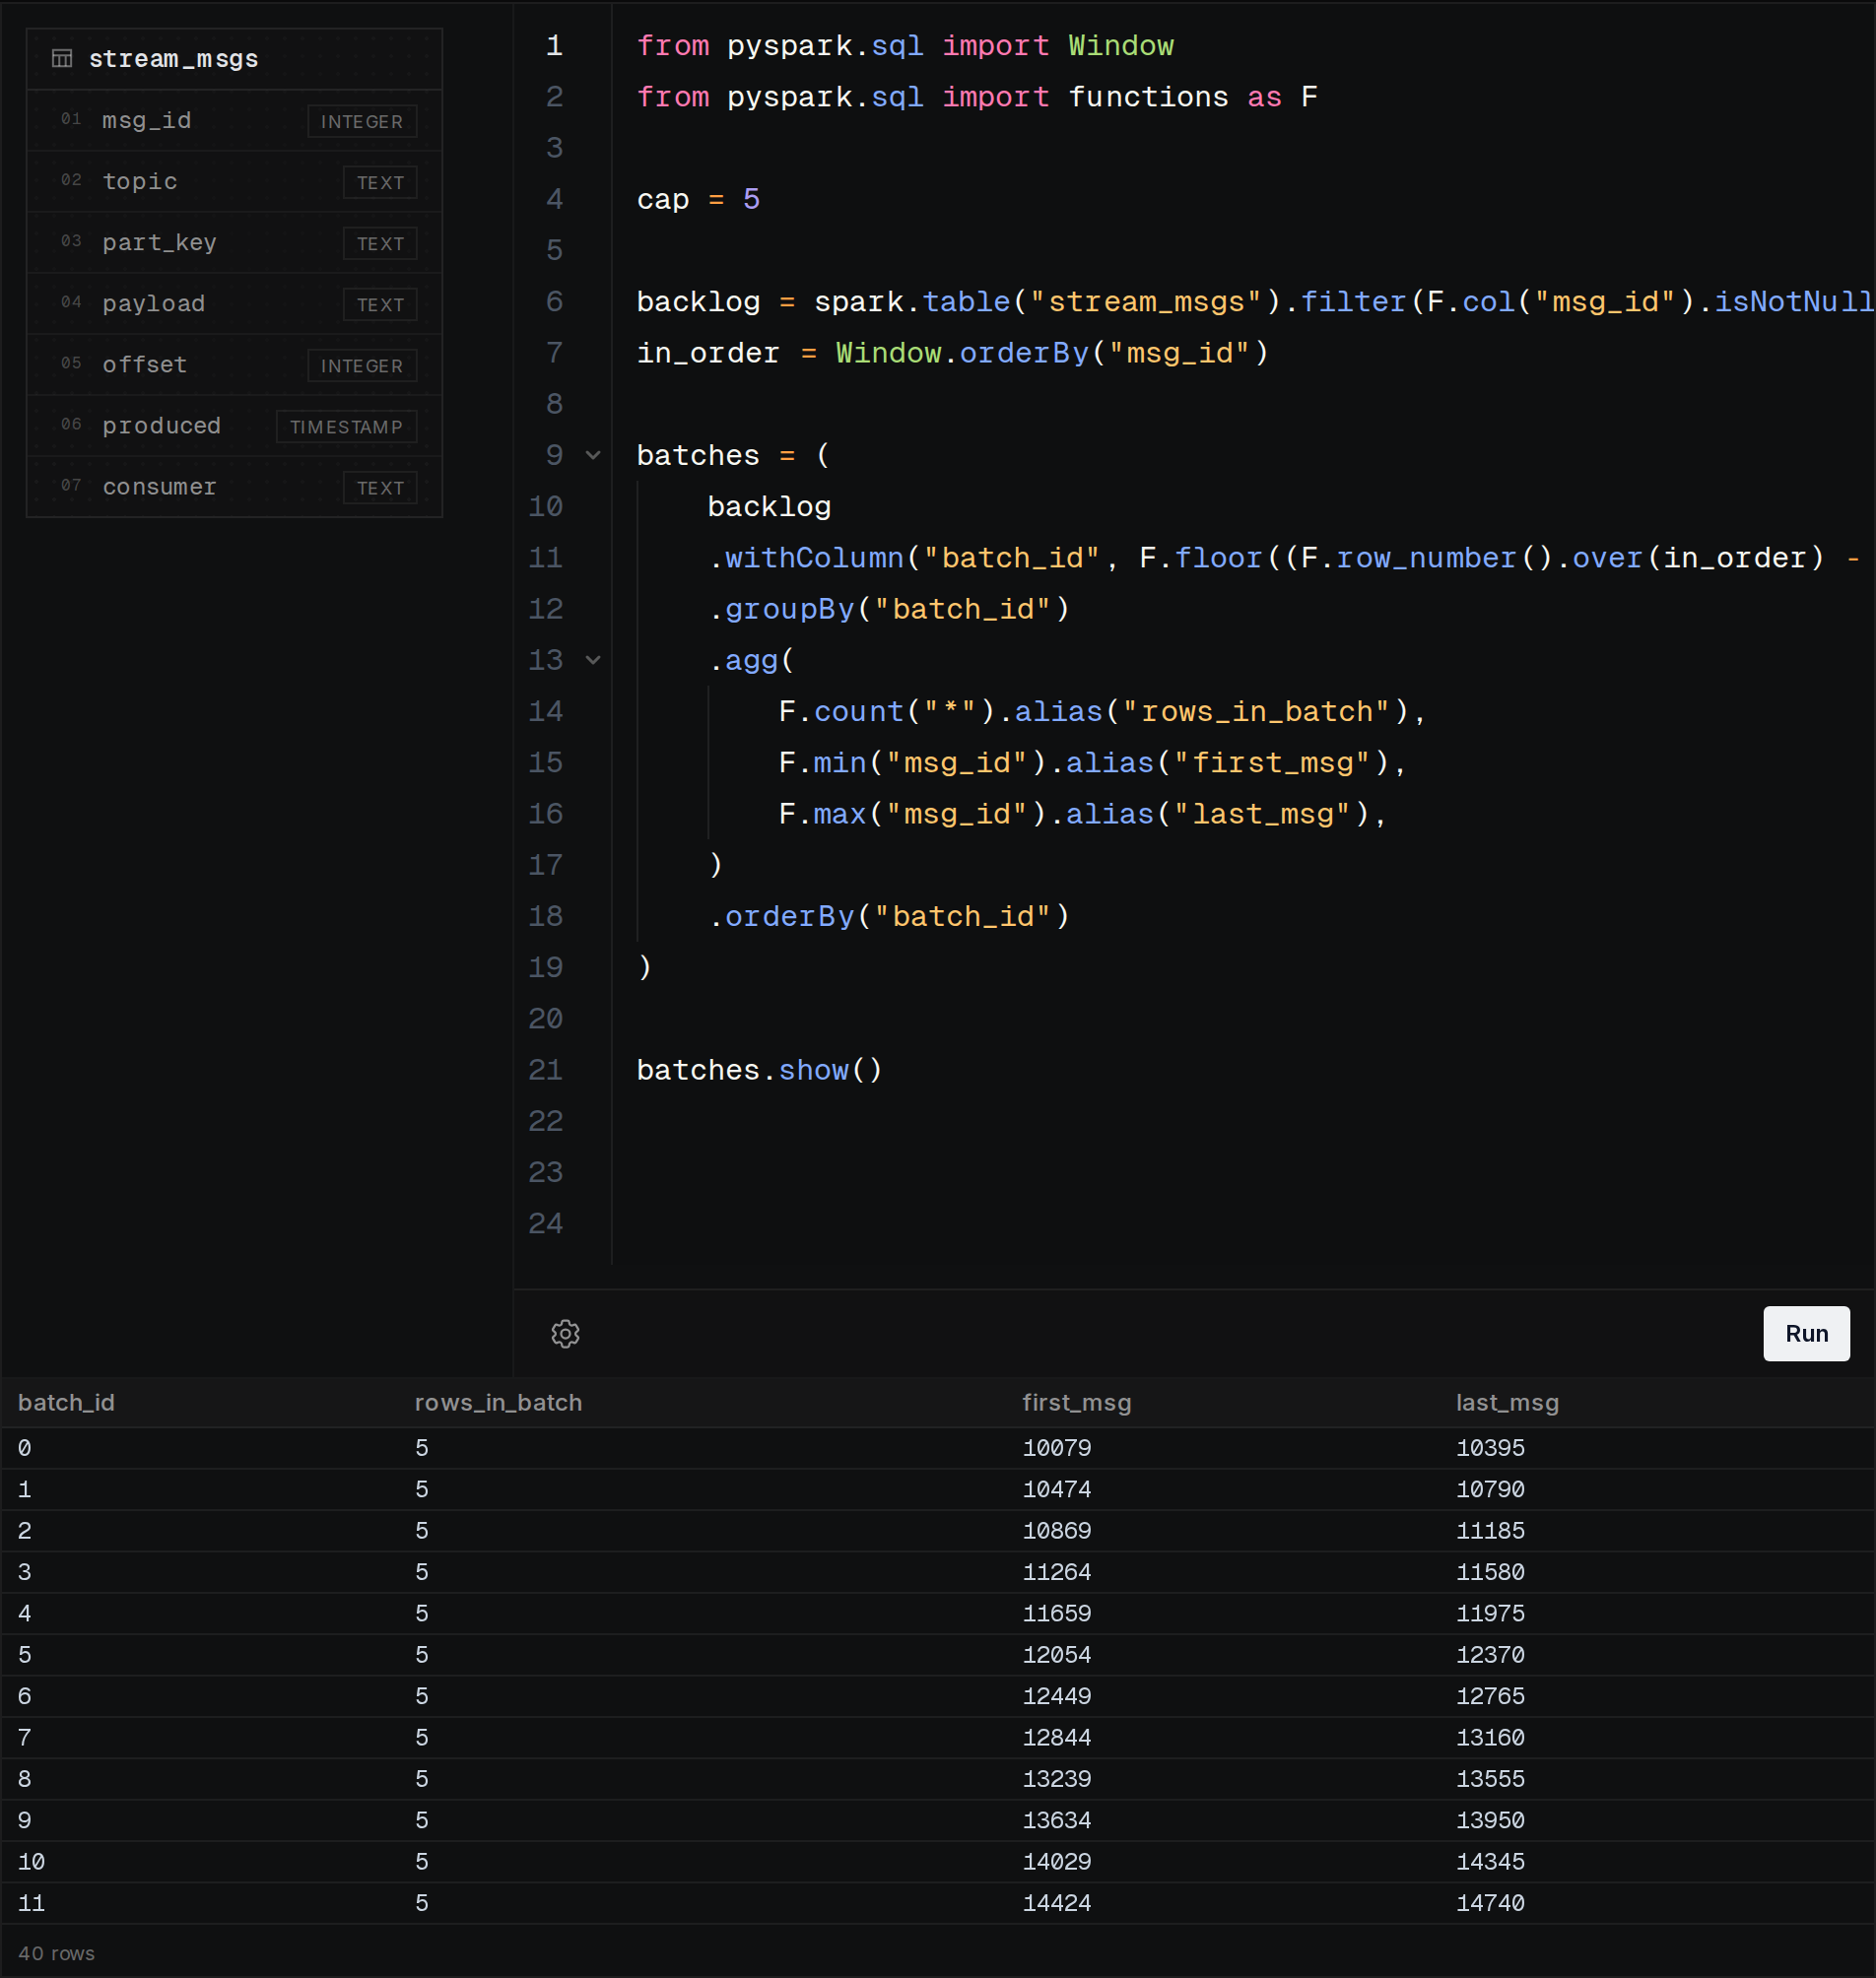 stream_msgs
01 msg_id INTEGER
02 topic TEXT
03 part_key TEXT
04 payload TEXT
05 offset INTEGER
06 produced TIMESTAMP
07 consumer TEXT
1 from pyspark.sql import Window
2 from pyspark.sql import functions as F
3
4 cap = 5
5
6 backlog = spark.table("stream_msgs").filter(F.col("msg_id").isNotNull
7 in_order = Window.orderBy("msg_id")
8
9 batches = (
10 backlog
11 .withColumn("batch_id", F.floor((F.row_number().over(in_order) -
12 .groupBy("batch_id")
13 .agg(
14 F.count("*").alias("rows_in_batch"),
15 F.min("msg_id").alias("first_msg"),
16 F.max("msg_id").alias("last_msg"),
17 )
18 .orderBy("batch_id")
19 )
20
21 batches.show()
22
23
24
Run
batch_id rows_in_batch first_msg last_msg
0 5 10079 10395
1 5 10474 10790
2 5 10869 11185
3 5 11264 11580
4 5 11659 11975
5 5 12054 12370
6 5 12449 12765
7 5 12844 13160
8 5 13239 13555
9 5 13634 13950
10 5 14029 14345
11 5 14424 14740
40 rows